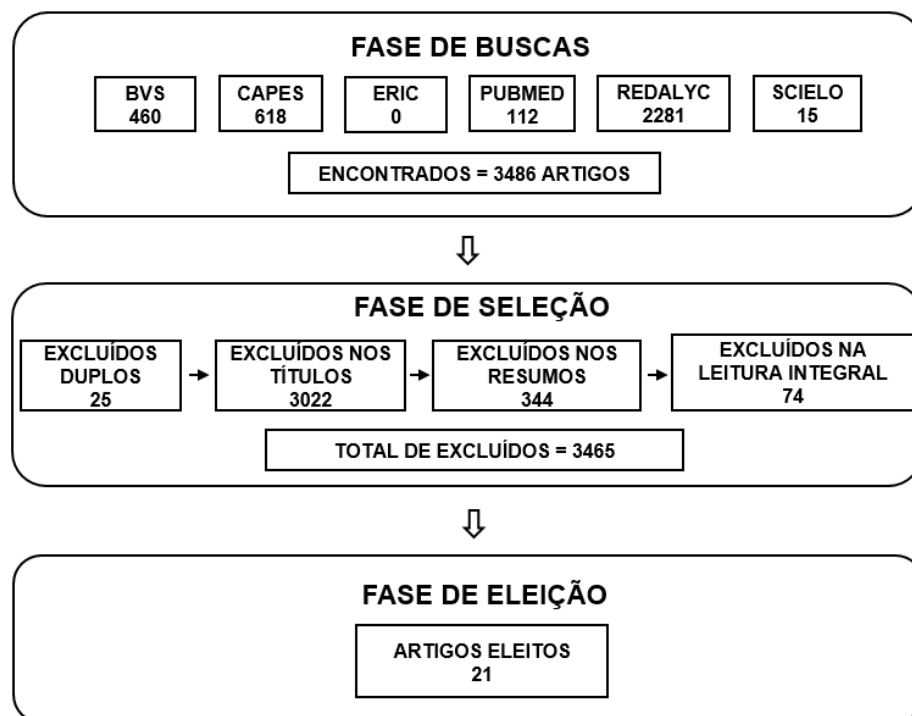 FASE DE BUSCAS
BVS
460
CAPES
618
ERIC
0
PUBMED
112
REDALYC
2281
SCIELO
15
ENCONTRADOS = 3486 ARTIGOS
FASE DE SELEÇÃO
EXCLUÍDOS
DUPLOS
25
EXCLUÍDOS NOS
TÍTULOS
3022
EXCLUÍDOS NOS
RESUMOS
344
EXCLUÍDOS NA
LEITURA INTEGRAL
74
TOTAL DE EXCLUÍDOS = 3465
FASE DE ELEIÇÃO
ARTIGOS ELEITOS
21